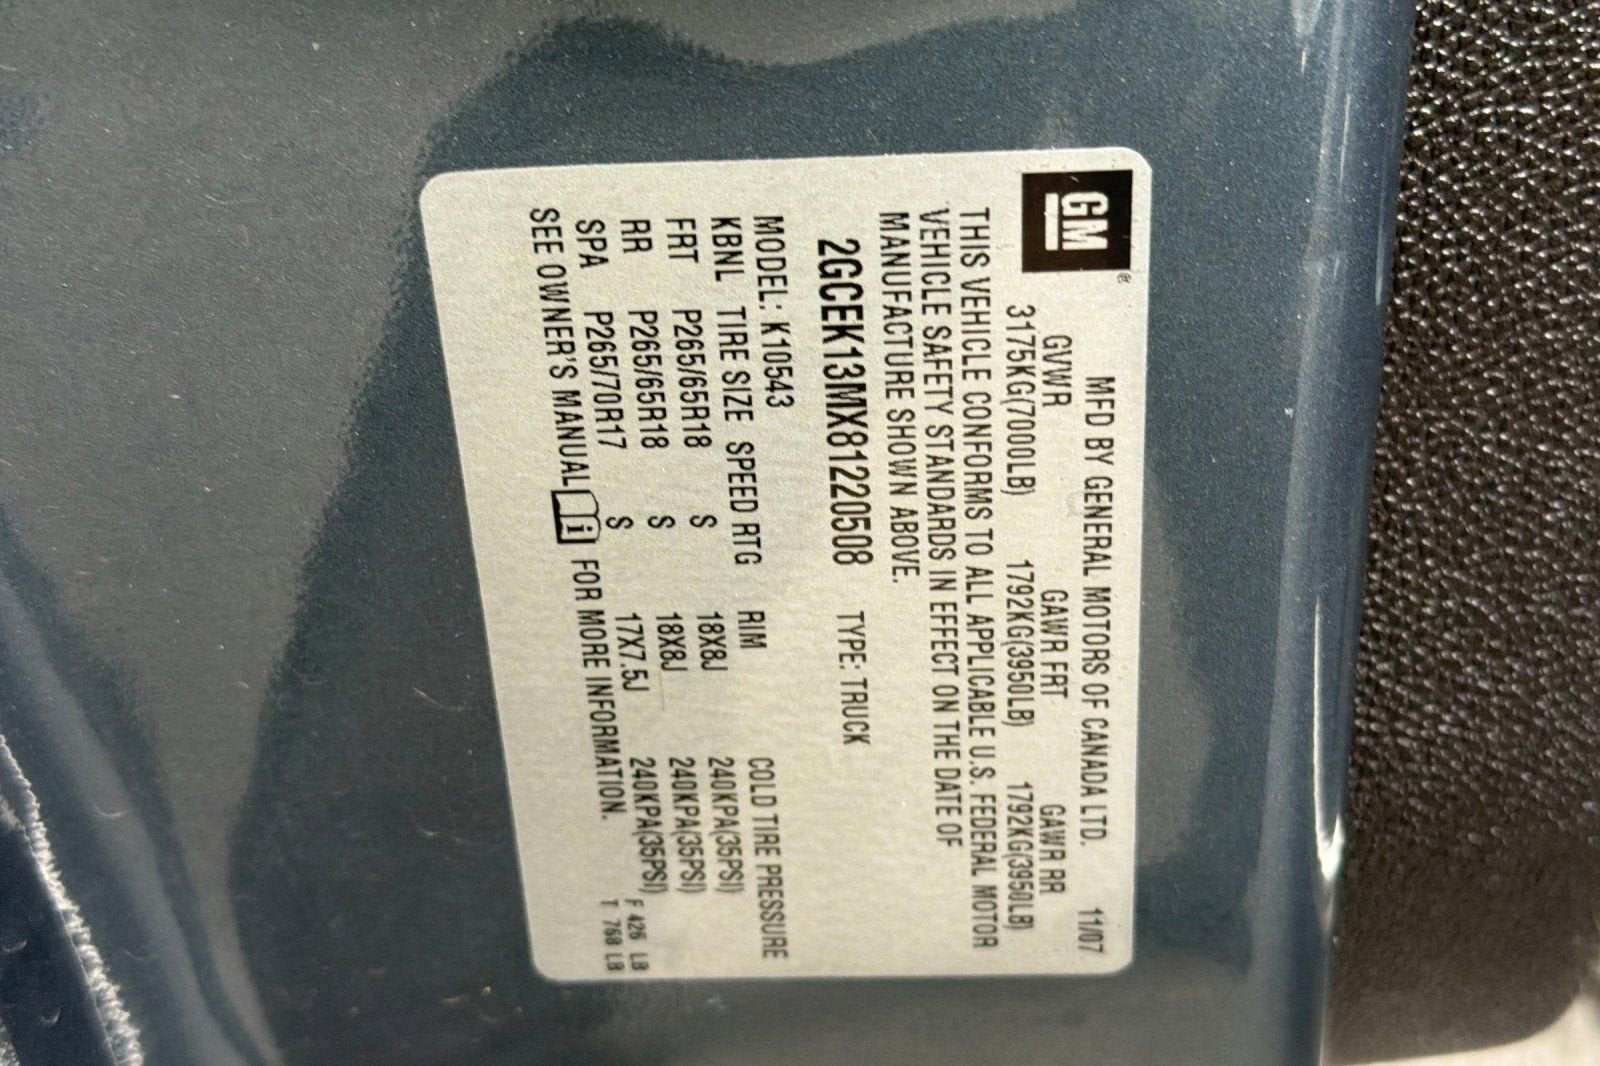 GM®
MFD BY GENERAL MOTORS OF CANADA LTD. 11/07
GVWR GAWR FRT GAWR RR
3175KG(7000LB) 1792KG(3950LB) 1792KG(3950LB)
THIS VEHICLE CONFORMS TO ALL APPLICABLE U.S. FEDERAL MOTOR
VEHICLE SAFETY STANDARDS IN EFFECT ON THE DATE OF
MANUFACTURE SHOWN ABOVE.
2GCEK13MX81220508 TYPE: TRUCK
MODEL: K10543
KBNL TIRE SIZE SPEED RTG RIM COLD TIRE PRESSURE
FRT P265/65R18 S 18X8J 240KPA(35PSI)
RR P265/65R18 S 18X8J 240KPA(35PSI)
SPA P265/70R17 S 17X7.5J 240KPA(35PSI)
SEE OWNER'S MANUAL i FOR MORE INFORMATION.
F 426 LB
T 768 LB